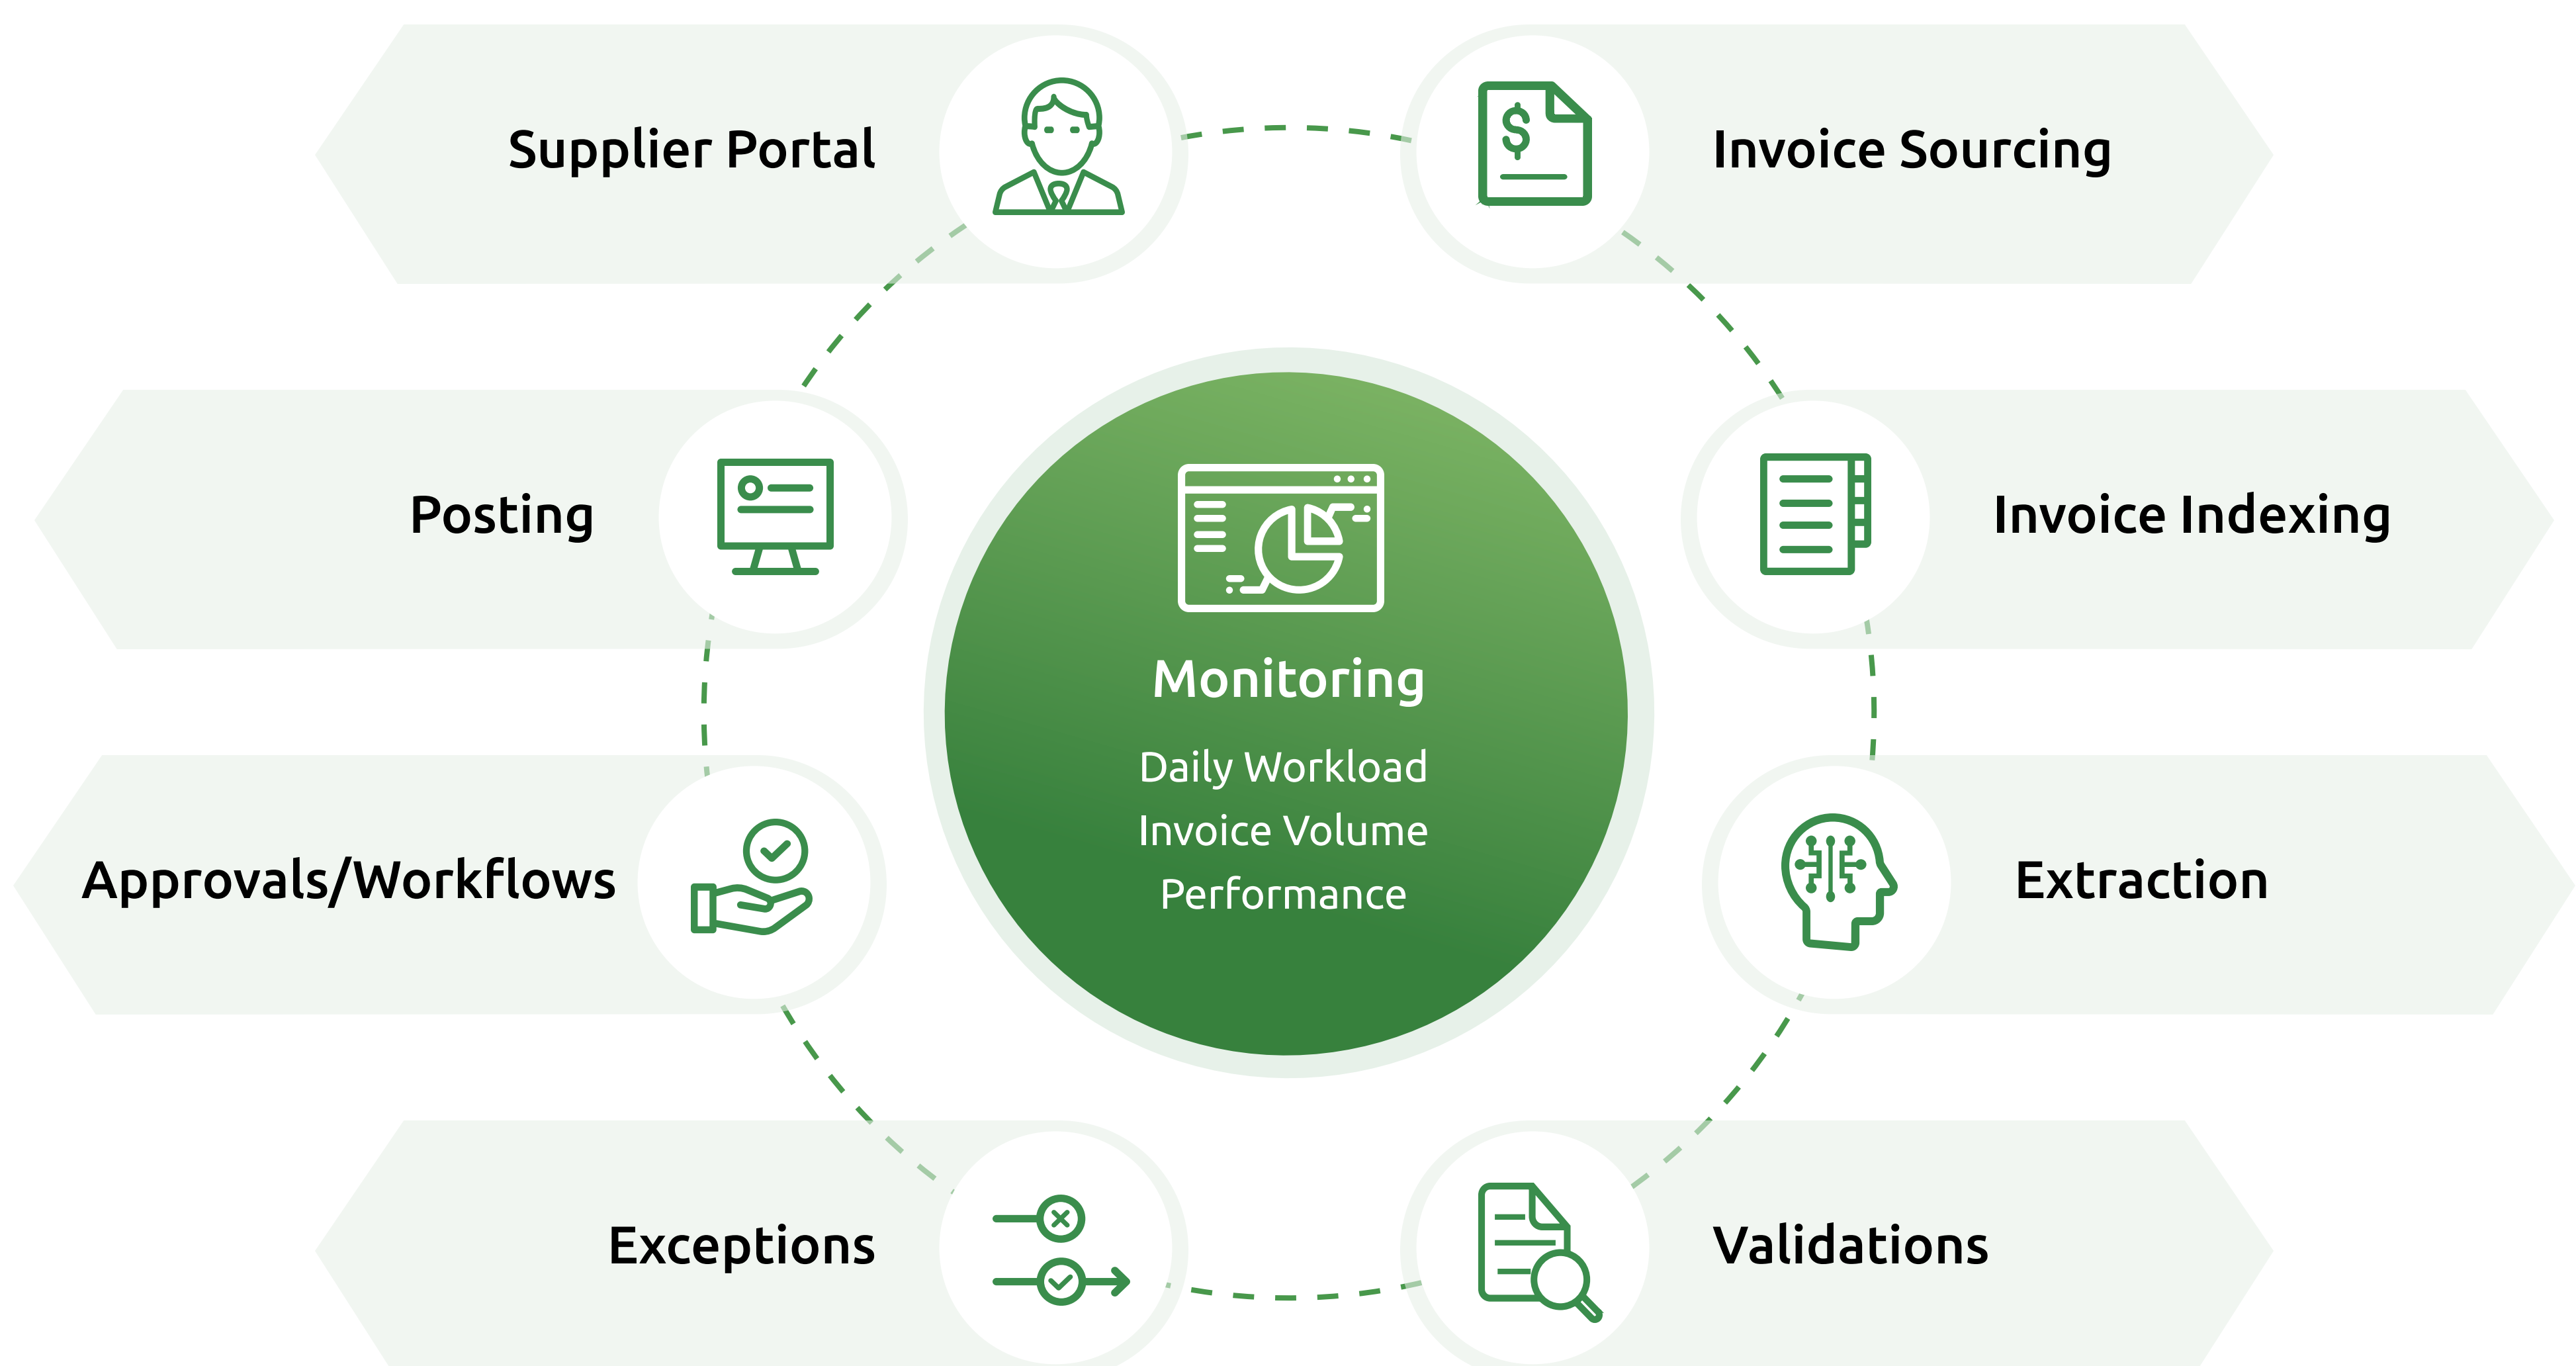 Supplier Portal
Invoice Sourcing
Posting
Invoice Indexing
Monitoring
Daily Workload
Invoice Volume
Performance
Approvals/Workflows
Extraction
Exceptions
Validations